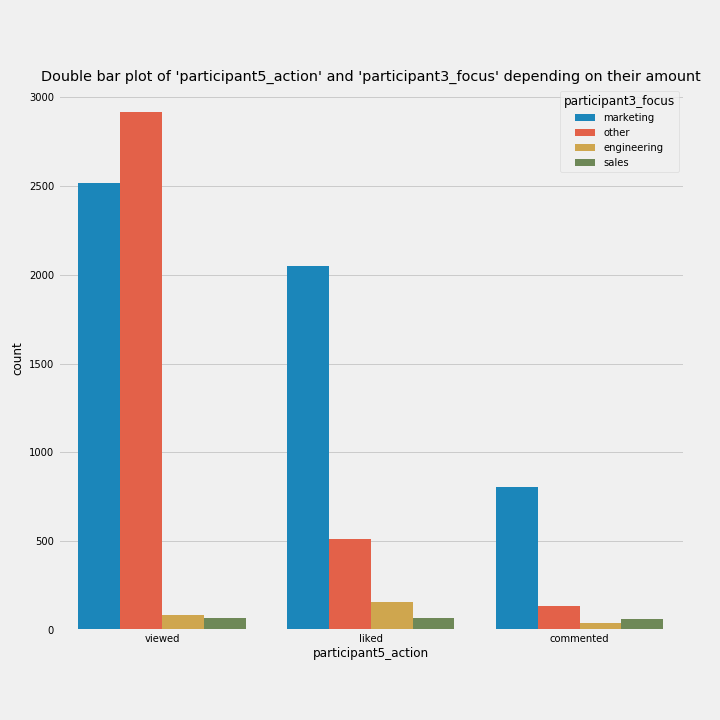 Double bar plot of 'participant5_action' and 'participant3_focus' depending on their amount
participant3_focus
marketing
other
engineering
sales
count
3000
2500
2000
1500
1000
500
0
viewed
liked
commented
participant5_action